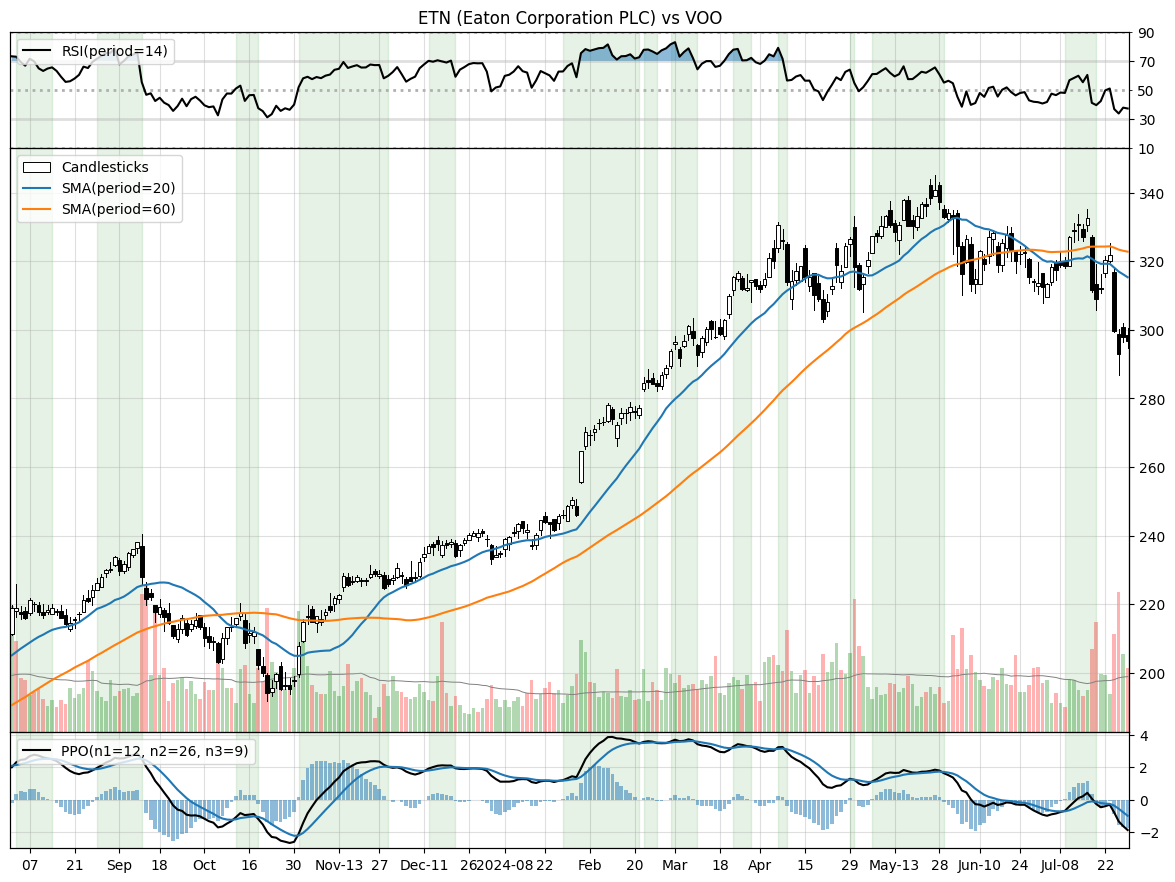 ETN (Eaton Corporation PLC) vs VOO
RSI(period=14)
90
70
50
30
10
Candlesticks
SMA(period=20)
SMA(period=60)
340
320
300
280
260
240
220
200
PPO(n1=12, n2=26, n3=9)
4
2
0
−2
07 21 Sep 18 Oct 16 30 Nov-13 27 Dec-11 26 2024-08 22 Feb 20 Mar 18 Apr 15 29 May-13 28 Jun-10 24 Jul-08 22